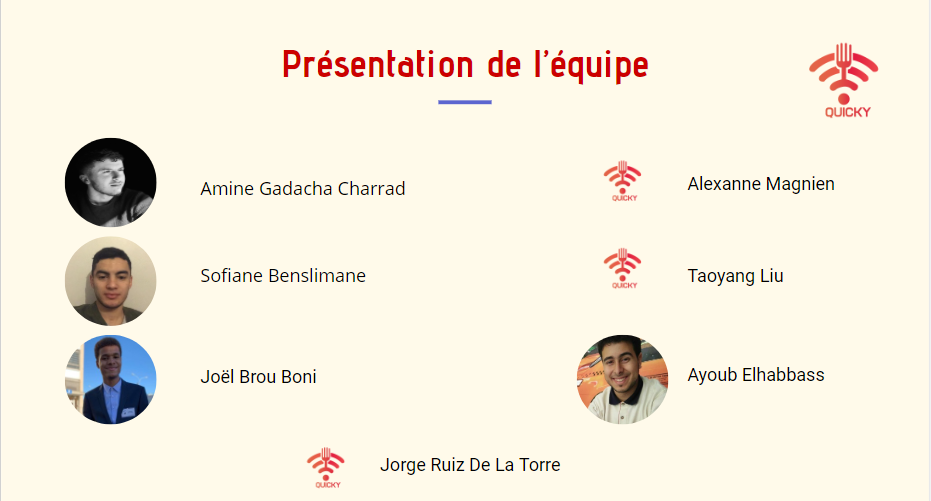 Présentation de l'équipe
QUICKY
Amine Gadacha Charrad
QUICKY
Alexanne Magnien
Sofiane Benslimane
QUICKY
Taoyang Liu
Joël Brou Boni
Ayoub Elhabbass
QUICKY
Jorge Ruiz De La Torre